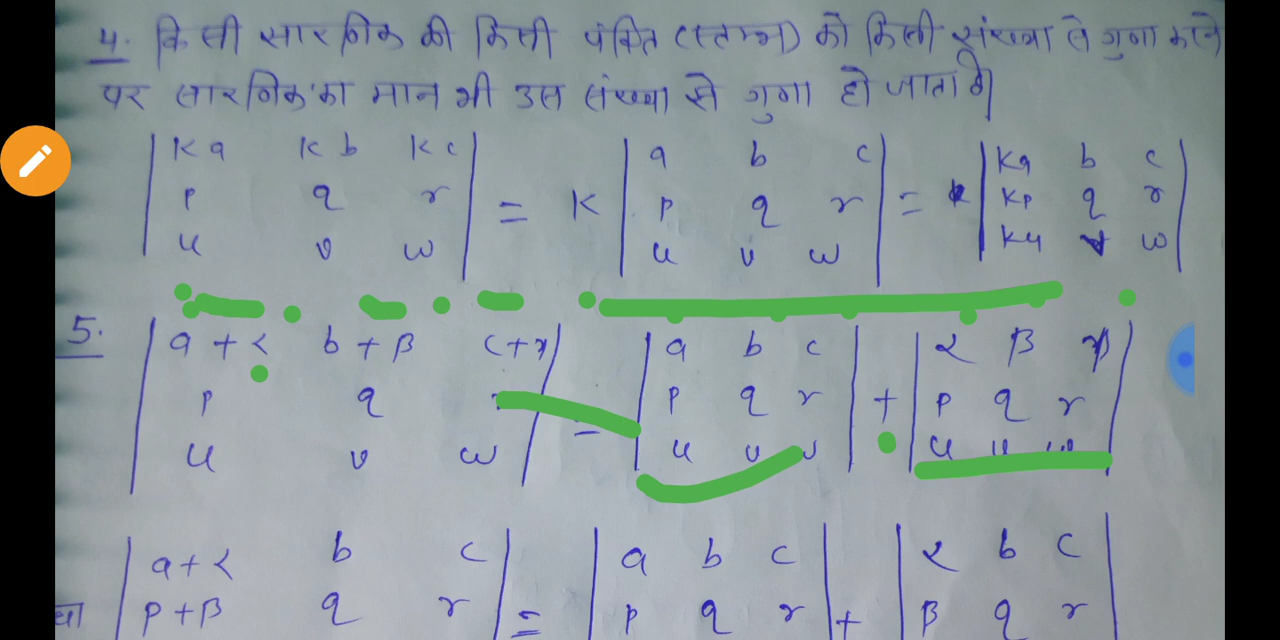 4. किसी सारणिक की किसी पंक्ति (स्तम्भ) को किसी संख्या से गुणा करने
पर सारणिक का मान भी उस संख्या से गुणा हो जाता है|
| ka kb kc | = k | a b c | = | ka b c |
| p q r | | p q r | | kp q r |
| u v w | | u v w | | ku v w |
5. | a+α b+β c+γ | = | a b c | + | α β γ |
| p q r | | p q r | | p q r |
| u v w | | u v w | | u v w |
| a+α b c | = | a b c | + | α b c |
| p+β q r | | p q r | | β q r |